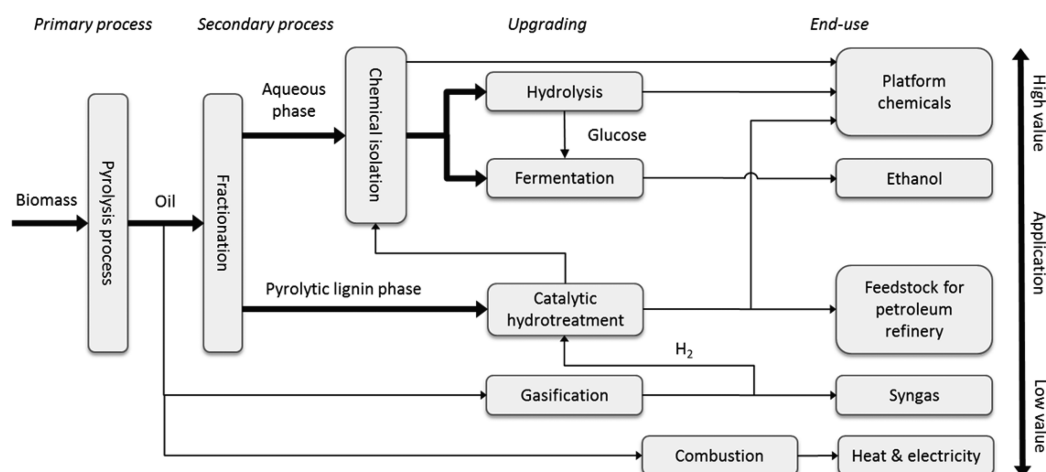 Primary process
Secondary process
Upgrading
End-use
Biomass
Pyrolysis process
Oil
Fractionation
Aqueous
phase
Chemical isolation
Hydrolysis
Glucose
Fermentation
Platform
chemicals
Ethanol
Pyrolytic lignin phase
Catalytic
hydrotreatment
Feedstock for
petroleum
refinery
H₂
Gasification
Syngas
Combustion
Heat & electricity
High value
Application
Low value